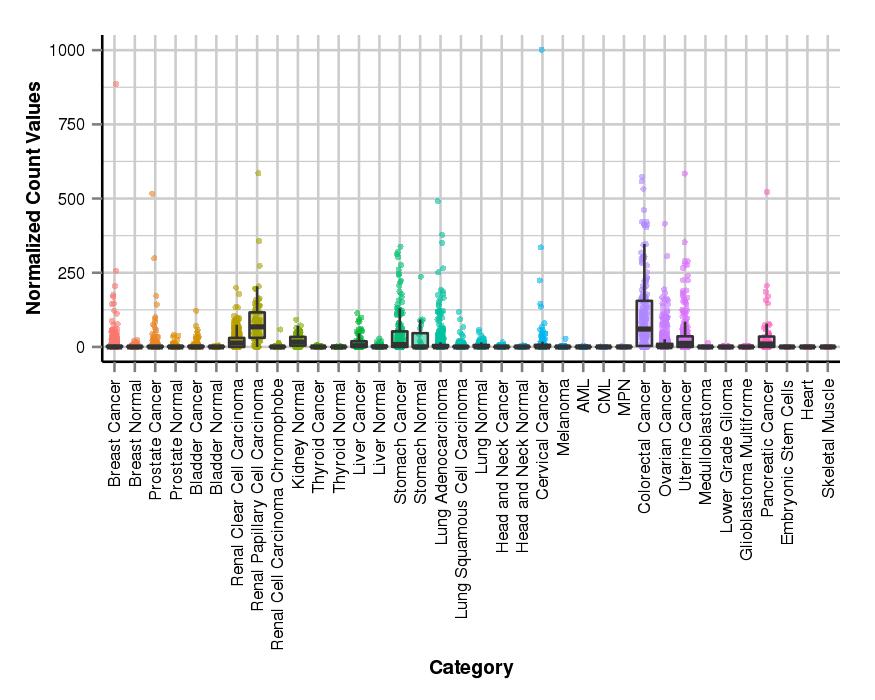 1000
750
500
250
0
Normalized Count Values
Breast Cancer
Breast Normal
Prostate Cancer
Prostate Normal
Bladder Cancer
Bladder Normal
Renal Clear Cell Carcinoma
Renal Papillary Cell Carcinoma
Renal Cell Carcinoma Chromophobe
Kidney Normal
Thyroid Cancer
Thyroid Normal
Liver Cancer
Liver Normal
Stomach Cancer
Stomach Normal
Lung Adenocarcinoma
Lung Squamous Cell Carcinoma
Lung Normal
Head and Neck Cancer
Head and Neck Normal
Cervical Cancer
Melanoma
AML
CML
MPN
Colorectal Cancer
Ovarian Cancer
Uterine Cancer
Medulloblastoma
Lower Grade Glioma
Glioblastoma Multiforme
Pancreatic Cancer
Embryonic Stem Cells
Heart
Skeletal Muscle
Category